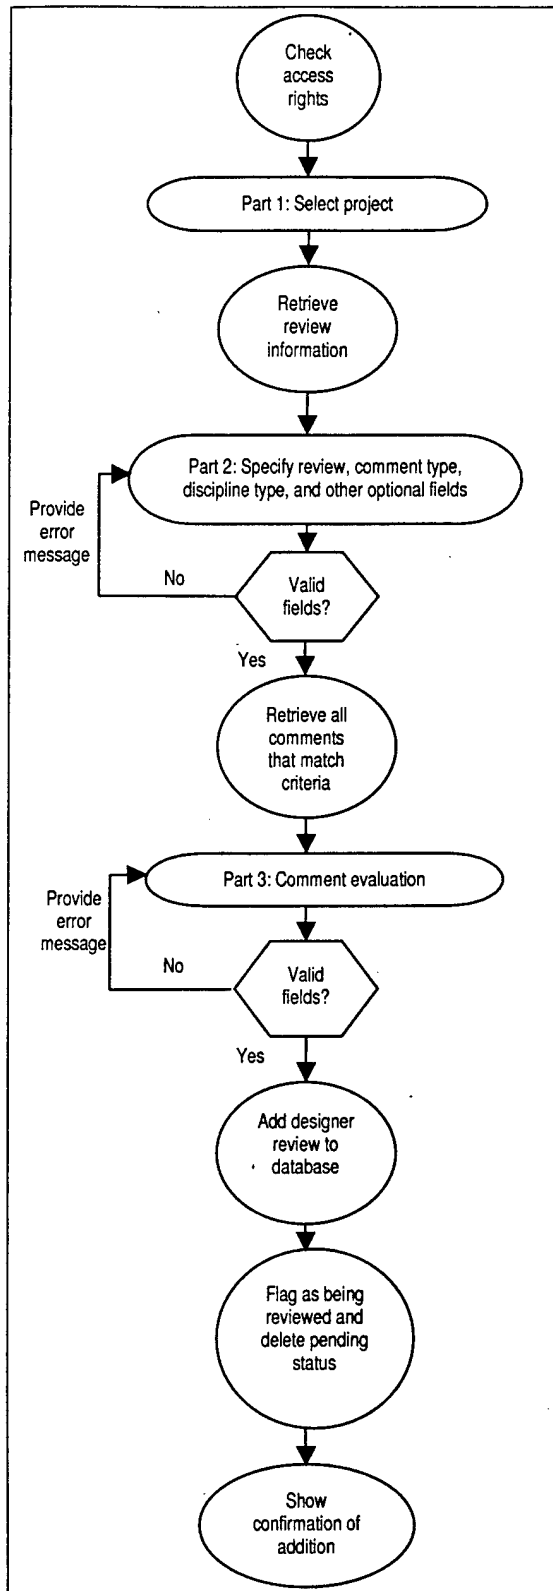 Check
access
rights
Part 1: Select project
Retrieve
review
information
Part 2: Specify review, comment type,
discipline type, and other optional fields
Provide
error
message
No
Valid
fields?
Yes
Retrieve all
comments
that match
criteria
Part 3: Comment evaluation
Provide
error
message
No
Valid
fields?
Yes
Add designer
review to
database
Flag as being
reviewed and
delete pending
status
Show
confirmation of
addition